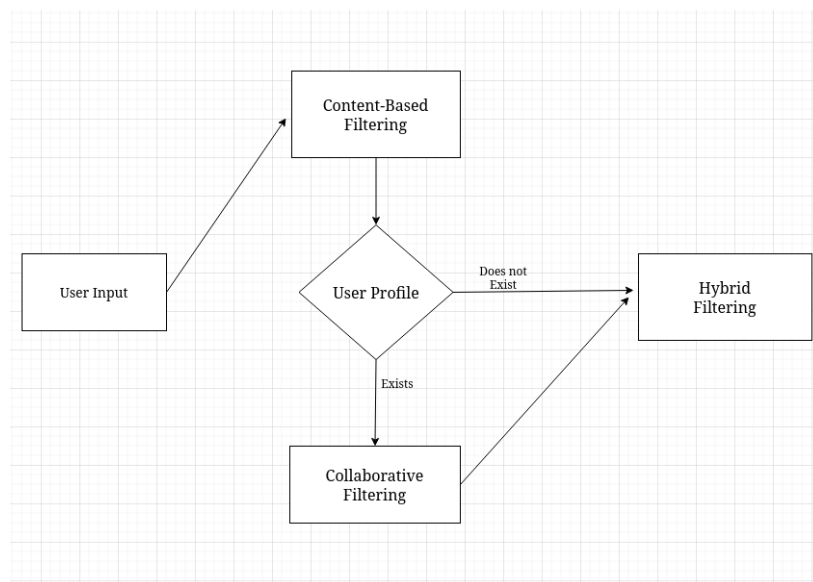 Content-Based
Filtering
User Input
User Profile
Does not
Exist
Hybrid
Filtering
Exists
Collaborative
Filtering